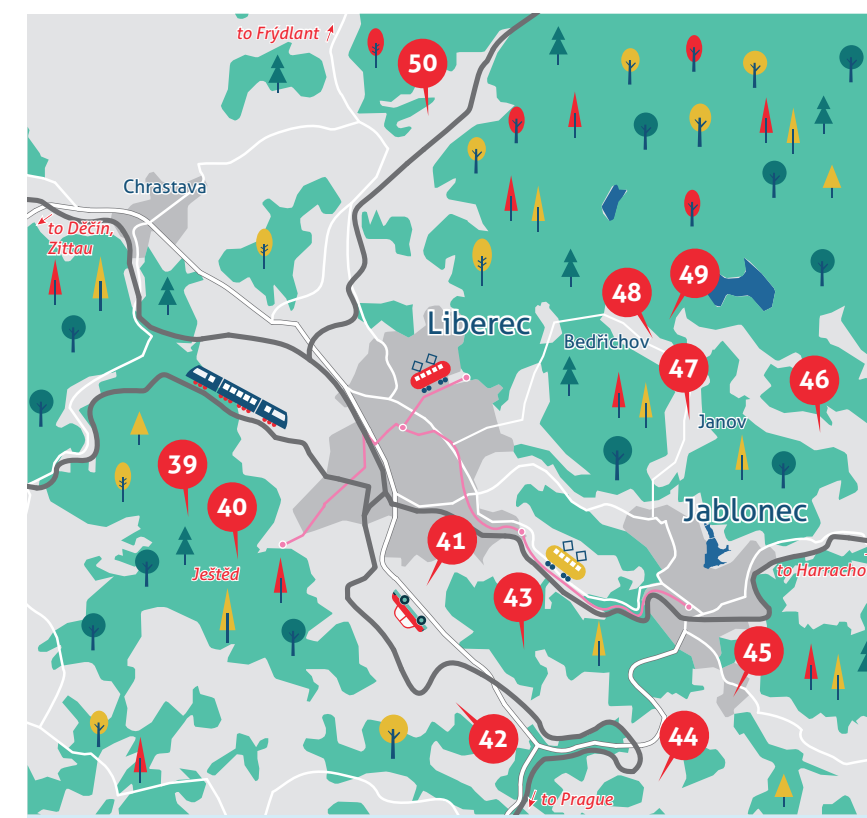 to Frýdlant
50
Chrastava
to Děčín,
Zittau
49
48
Liberec
Bedřichov
47
46
Janov
39
40
Jablonec
41
Ještěd
to Harracho
43
45
42
44
to Prague